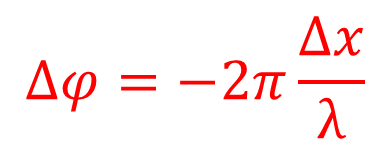 Δφ = −2π Δx/λ